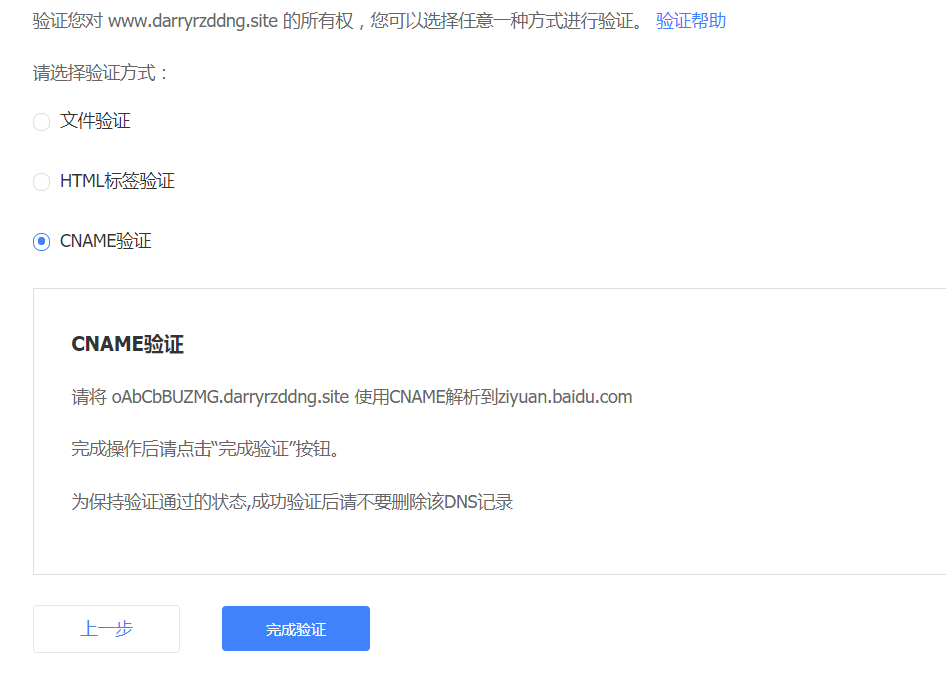 验证您对 www.darryrzddng.site 的所有权，您可以选择任意一种方式进行验证。 验证帮助
请选择验证方式：
文件验证
HTML标签验证
CNAME验证
CNAME验证
请将 oAbCbBUZMG.darryrzddng.site 使用CNAME解析到ziyuan.baidu.com
完成操作后请点击“完成验证”按钮。
为保持验证通过的状态,成功验证后请不要删除该DNS记录
上一步 完成验证